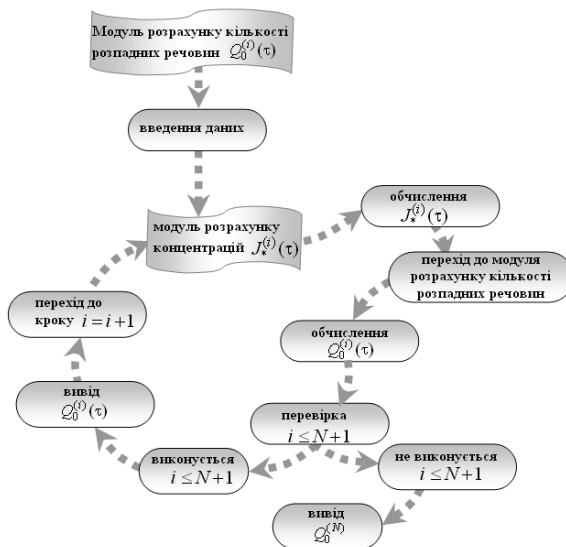 Модуль розрахунку кількості
розпадних речовин Q₀⁽ⁱ⁾(τ)
введення даних
модуль розрахунку
концентрацій J⁎⁽ⁱ⁾(τ)
обчислення
J⁎⁽ⁱ⁾(τ)
перехід до модуля
розрахунку кількості
розпадних речовин
обчислення
Q₀⁽ⁱ⁾(τ)
перевірка
i ≤ N+1
виконується
i ≤ N+1
вивід
Q₀⁽ⁱ⁾(τ)
перехід до
кроку i = i+1
не виконується
i ≤ N+1
вивід
Q₀⁽ᴺ⁾